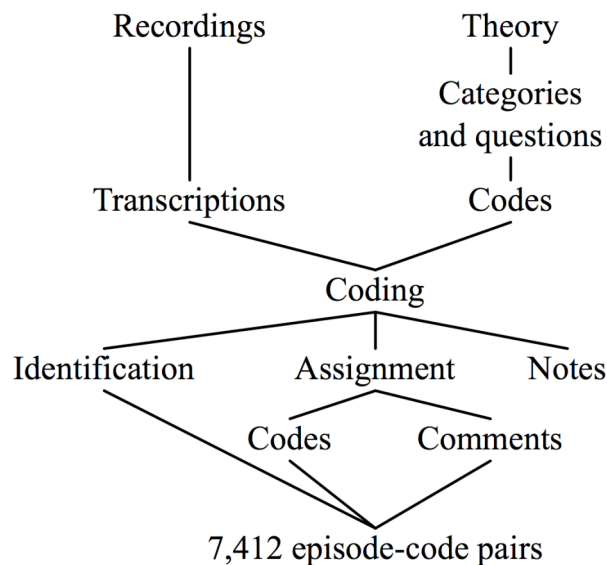 Recordings
Theory
Categories
and questions
Transcriptions
Codes
Coding
Identification
Assignment
Notes
Codes
Comments
7,412 episode-code pairs